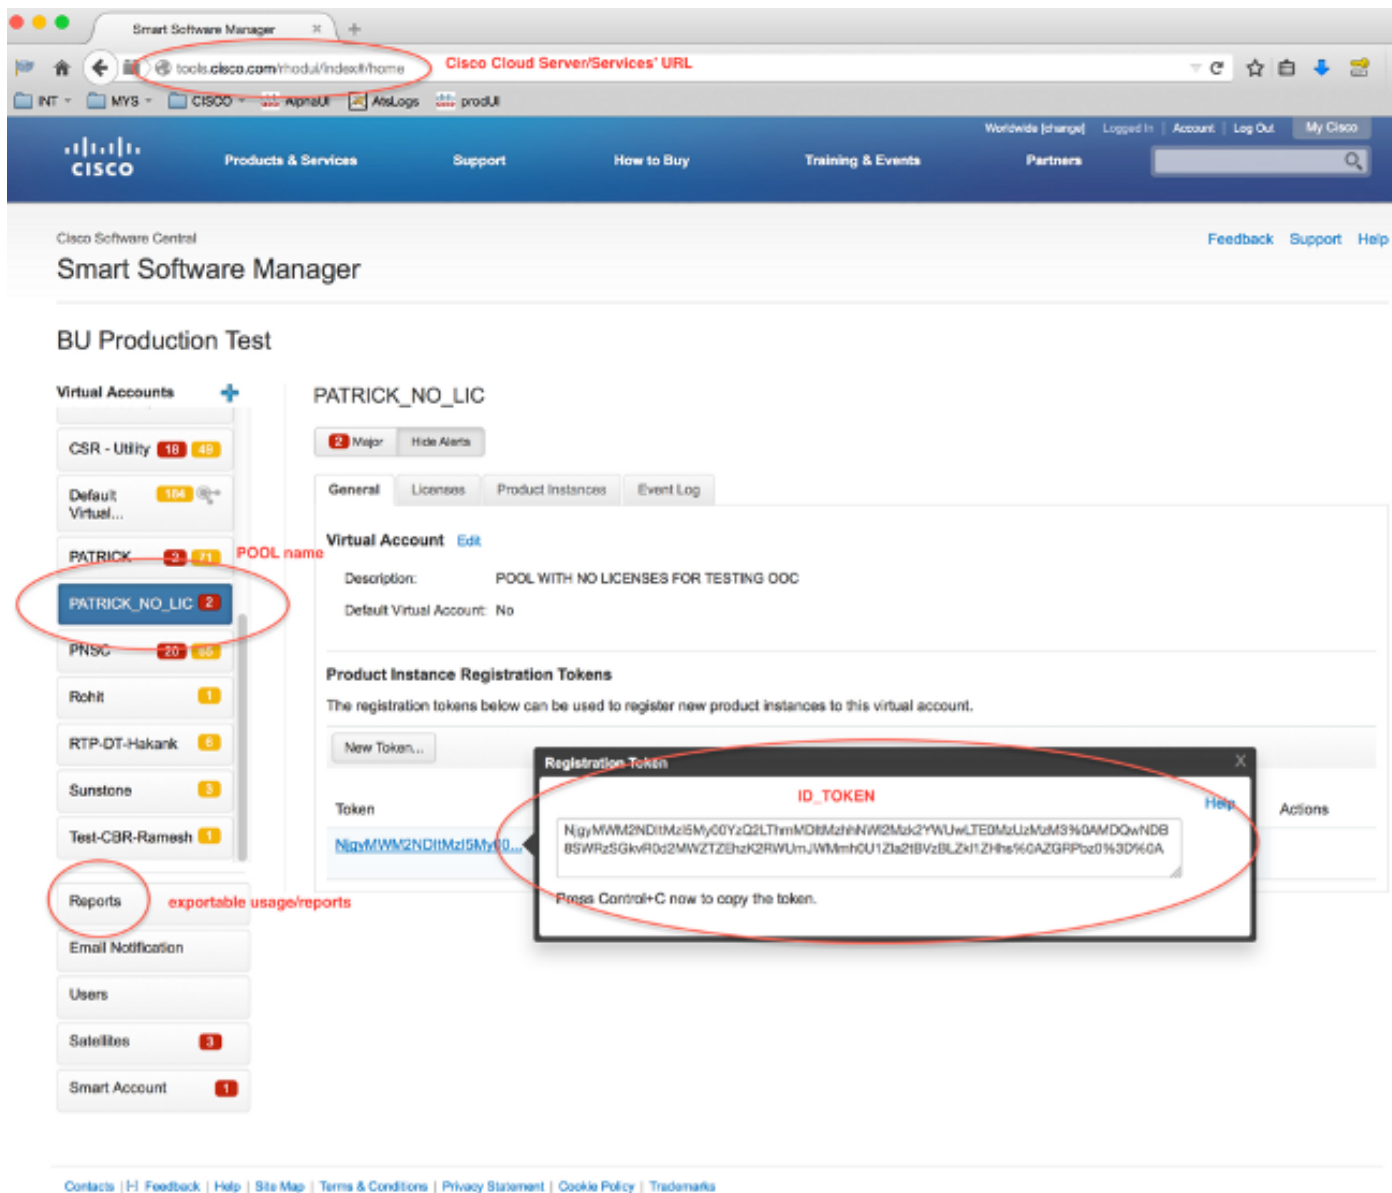 Smart Software Manager
tools.cisco.com/rhodui/index#/home
Cisco Cloud Server/Services' URL
INT
MYS
CISCO
AlphaUI
AtsLogs
prodUI
Worldwide [change]
Logged In
Account
Log Out
My Cisco
CISCO
Products & Services
Support
How to Buy
Training & Events
Partners
Cisco Software Central
Feedback
Support
Help
Smart Software Manager
BU Production Test
Virtual Accounts
PATRICK_NO_LIC
2 Major
Hide Alerts
CSR - Utility 18 49
General
Licenses
Product Instances
Event Log
Default
Virtual...
Virtual Account Edit
PATRICK 71
POOL name
Description: POOL WITH NO LICENSES FOR TESTING OOC
PATRICK_NO_LIC 2
Default Virtual Account: No
PNSC 20
Product Instance Registration Tokens
Rohit 1
The registration tokens below can be used to register new product instances to this virtual account.
RTP-DT-Hakank 6
New Token...
Registration Token
X
Sunstone 3
ID_TOKEN
Help
Token
Actions
Test-CBR-Ramesh 1
Press Control+C now to copy the token.
Reports
exportable usage/reports
Email Notification
Users
Satellites 3
Smart Account 1
Contacts | [+] Feedback | Help | Site Map | Terms & Conditions | Privacy Statement | Cookie Policy | Trademarks